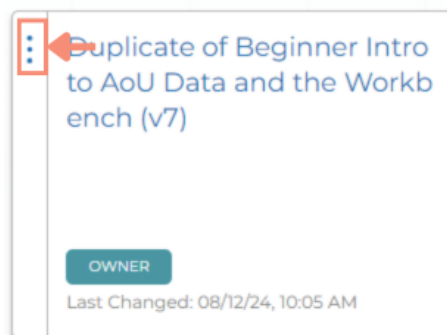 Duplicate of Beginner Intro
to AoU Data and the Workb
ench (v7)
OWNER
Last Changed: 08/12/24, 10:05 AM